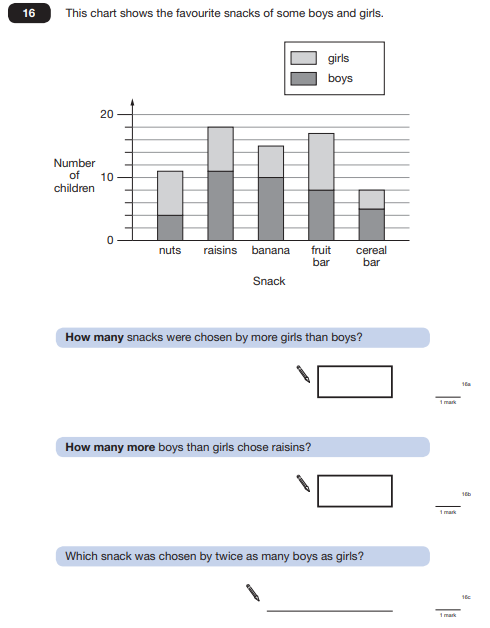 16 This chart shows the favourite snacks of some boys and girls.
girls
boys
20
10
0
Number
of
children
nuts raisins banana fruit bar cereal bar
Snack
How many snacks were chosen by more girls than boys?
16a
1 mark
How many more boys than girls chose raisins?
16b
1 mark
Which snack was chosen by twice as many boys as girls?
16c
1 mark